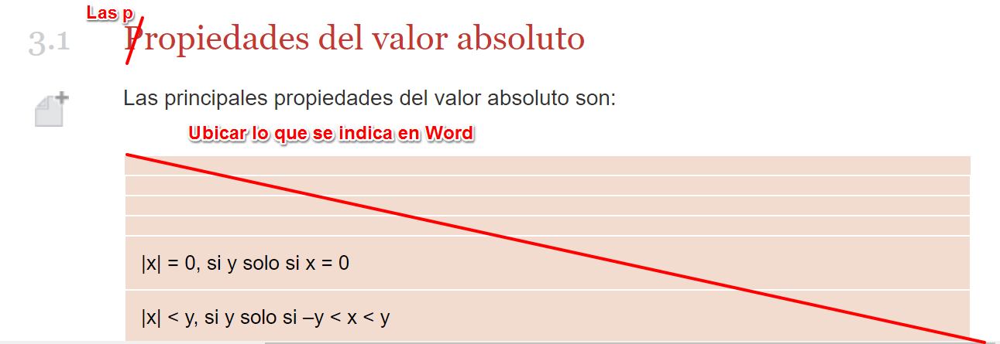 Las p
3.1 Propiedades del valor absoluto
Las principales propiedades del valor absoluto son:
Ubicar lo que se indica en Word
|x| = 0, si y solo si x = 0
|x| < y, si y solo si –y < x < y